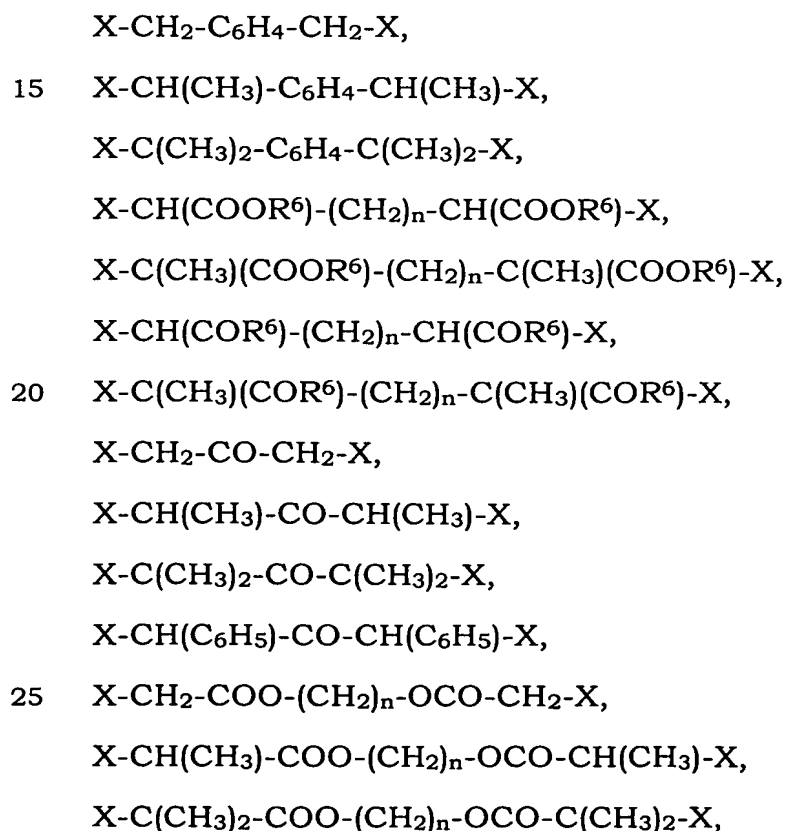 X-CH₂-C₆H₄-CH₂-X,
15 X-CH(CH₃)-C₆H₄-CH(CH₃)-X,
X-C(CH₃)₂-C₆H₄-C(CH₃)₂-X,
X-CH(COOR⁶)-(CH₂)ₙ-CH(COOR⁶)-X,
X-C(CH₃)(COOR⁶)-(CH₂)ₙ-C(CH₃)(COOR⁶)-X,
X-CH(COR⁶)-(CH₂)ₙ-CH(COR⁶)-X,
20 X-C(CH₃)(COR⁶)-(CH₂)ₙ-C(CH₃)(COR⁶)-X,
X-CH₂-CO-CH₂-X,
X-CH(CH₃)-CO-CH(CH₃)-X,
X-C(CH₃)₂-CO-C(CH₃)₂-X,
X-CH(C₆H₅)-CO-CH(C₆H₅)-X,
25 X-CH₂-COO-(CH₂)ₙ-OCO-CH₂-X,
X-CH(CH₃)-COO-(CH₂)ₙ-OCO-CH(CH₃)-X,
X-C(CH₃)₂-COO-(CH₂)ₙ-OCO-C(CH₃)₂-X,